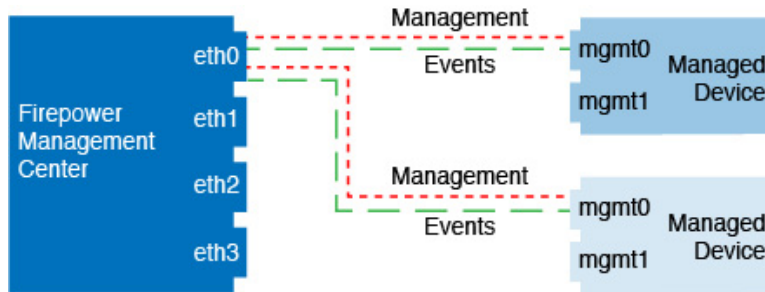 Management
Events
Firepower
Management
Center
eth0
eth1
eth2
eth3
mgmt0
mgmt1
Managed
Device
Management
Events
mgmt0
mgmt1
Managed
Device